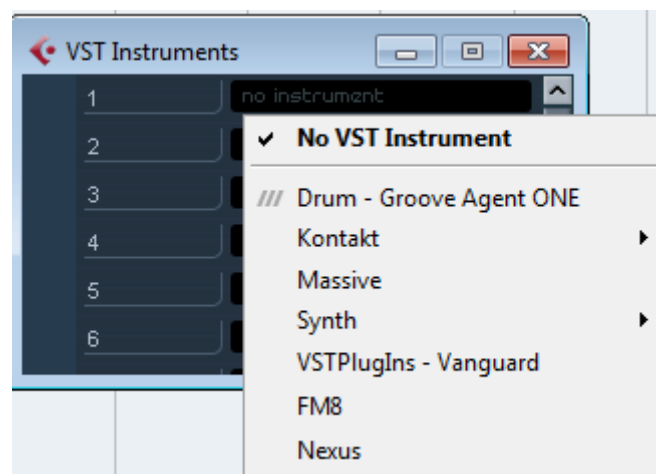 VST Instruments
1 no instrument
No VST Instrument
2
3
Drum - Groove Agent ONE
4
Kontakt
5
Massive
6
Synth
VSTPlugIns - Vanguard
FM8
Nexus